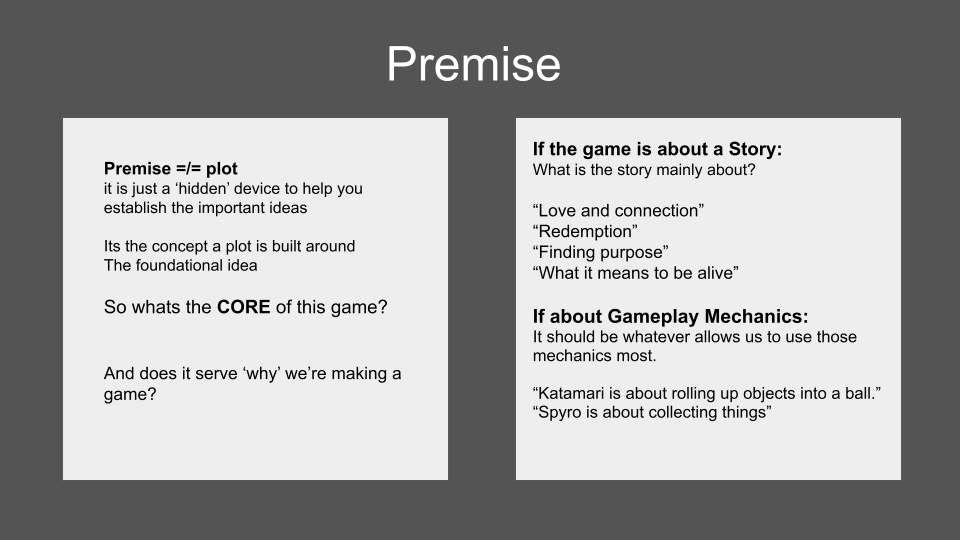 Premise
Premise =/= plot
it is just a ‘hidden’ device to help you
establish the important ideas
Its the concept a plot is built around
The foundational idea
So whats the CORE of this game?
And does it serve ‘why’ we’re making a
game?
If the game is about a Story:
What is the story mainly about?
“Love and connection”
“Redemption”
“Finding purpose”
“What it means to be alive”
If about Gameplay Mechanics:
It should be whatever allows us to use those
mechanics most.
“Katamari is about rolling up objects into a ball.”
“Spyro is about collecting things”